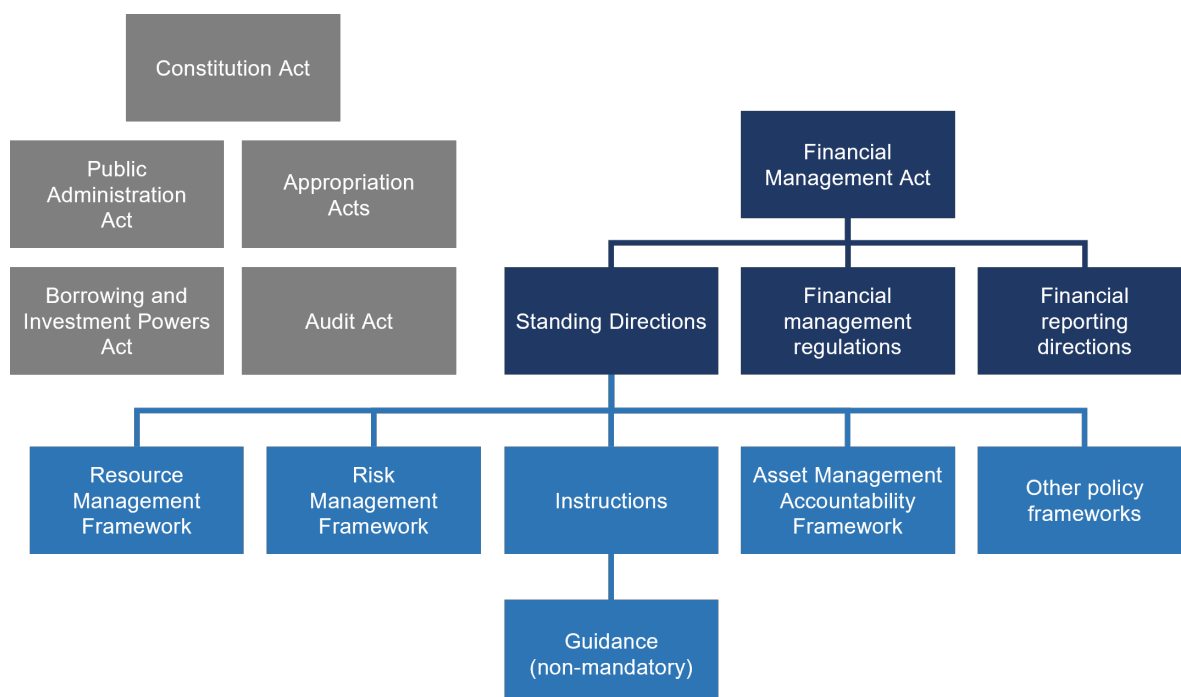 Constitution Act
Public
Administration
Act
Appropriation
Acts
Financial
Management Act
Borrowing and
Investment Powers
Act
Audit Act
Standing Directions
Financial
management
regulations
Financial
reporting
directions
Resource
Management
Framework
Risk
Management
Framework
Instructions
Asset Management
Accountability
Framework
Other policy
frameworks
Guidance
(non-mandatory)